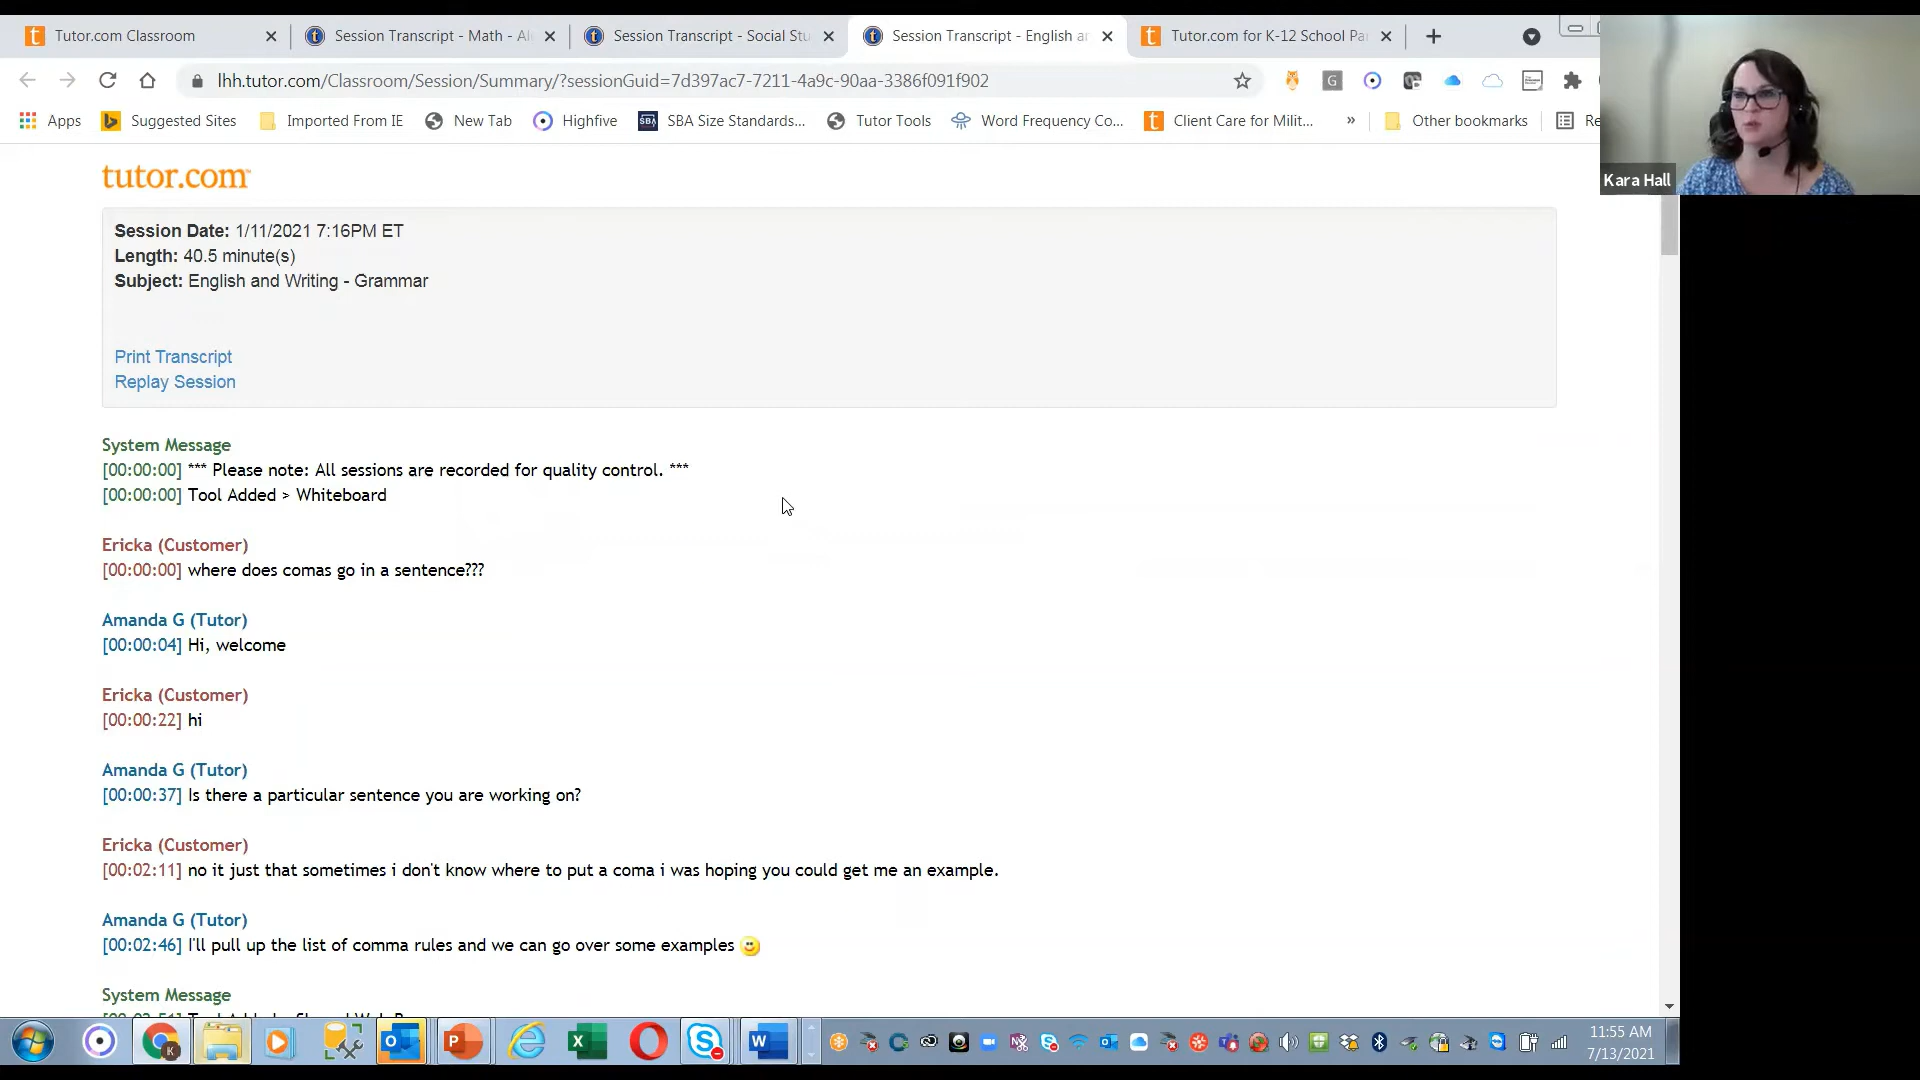 Tutor.com Classroom
Session Transcript - Math - Al
Session Transcript - Social Stu
Session Transcript - English an
Tutor.com for K-12 School Pa
lhh.tutor.com/Classroom/Session/Summary/?sessionGuid=7d397ac7-7211-4a9c-90aa-3386f091f902
Apps
Suggested Sites
Imported From IE
New Tab
Highfive
SBA Size Standards...
Tutor Tools
Word Frequency Co...
Client Care for Milit...
»
Other bookmarks
Re
Kara Hall
tutor.com
Session Date: 1/11/2021 7:16PM ET
Length: 40.5 minute(s)
Subject: English and Writing - Grammar
Print Transcript
Replay Session
System Message
[00:00:00] *** Please note: All sessions are recorded for quality control. ***
[00:00:00] Tool Added > Whiteboard
Ericka (Customer)
[00:00:00] where does comas go in a sentence???
Amanda G (Tutor)
[00:00:04] Hi, welcome
Ericka (Customer)
[00:00:22] hi
Amanda G (Tutor)
[00:00:37] Is there a particular sentence you are working on?
Ericka (Customer)
[00:02:11] no it just that sometimes i don't know where to put a coma i was hoping you could get me an example.
Amanda G (Tutor)
[00:02:46] I'll pull up the list of comma rules and we can go over some examples
System Message
11:55 AM
7/13/2021